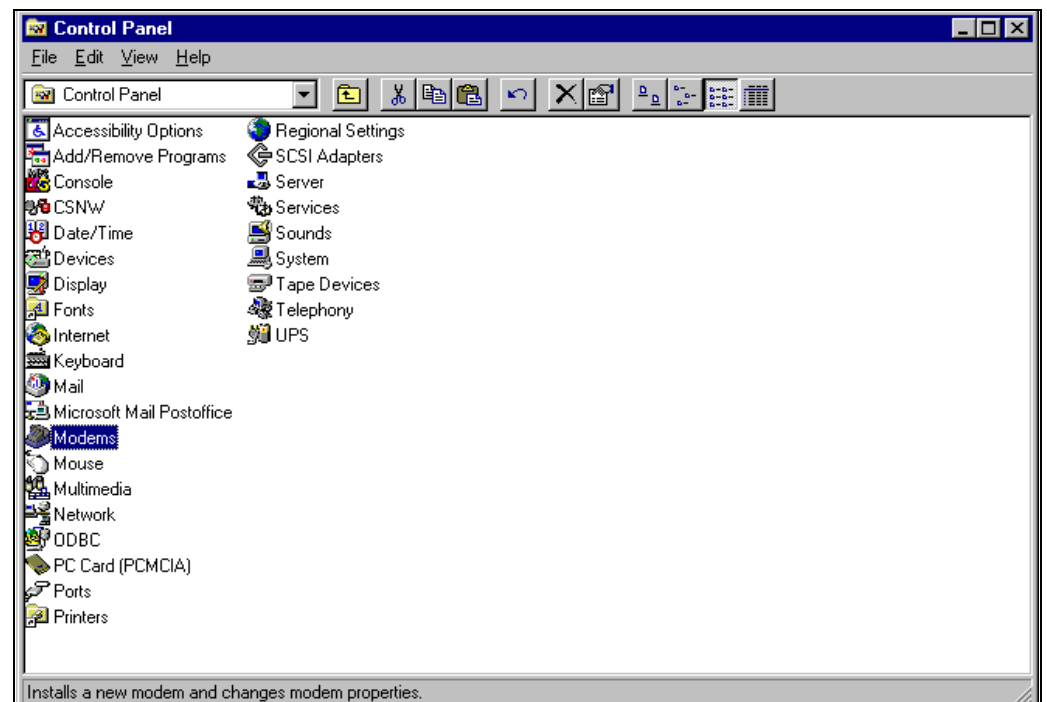 Control Panel
File Edit View Help
Control Panel
Accessibility Options
Add/Remove Programs
Console
CSNW
Date/Time
Devices
Display
Fonts
Internet
Keyboard
Mail
Microsoft Mail Postoffice
Modems
Mouse
Multimedia
Network
ODBC
PC Card (PCMCIA)
Ports
Printers
Regional Settings
SCSI Adapters
Server
Services
Sounds
System
Tape Devices
Telephony
UPS
Installs a new modem and changes modem properties.